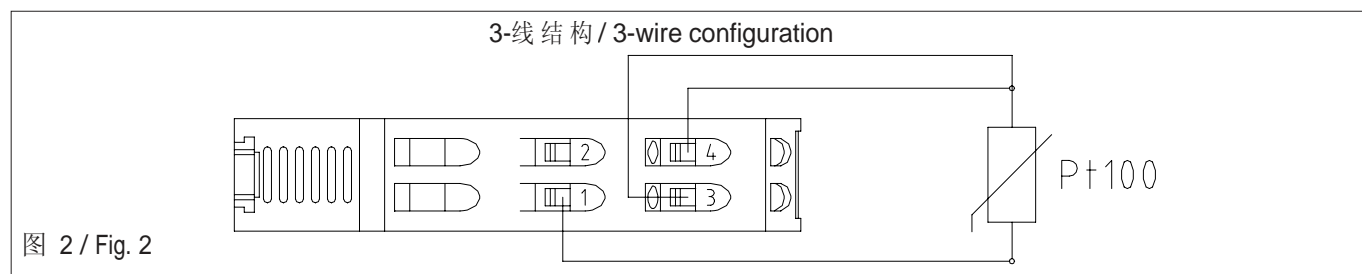 3-线结构 / 3-wire configuration
2
4
1
3
Pt100
图 2 / Fig. 2